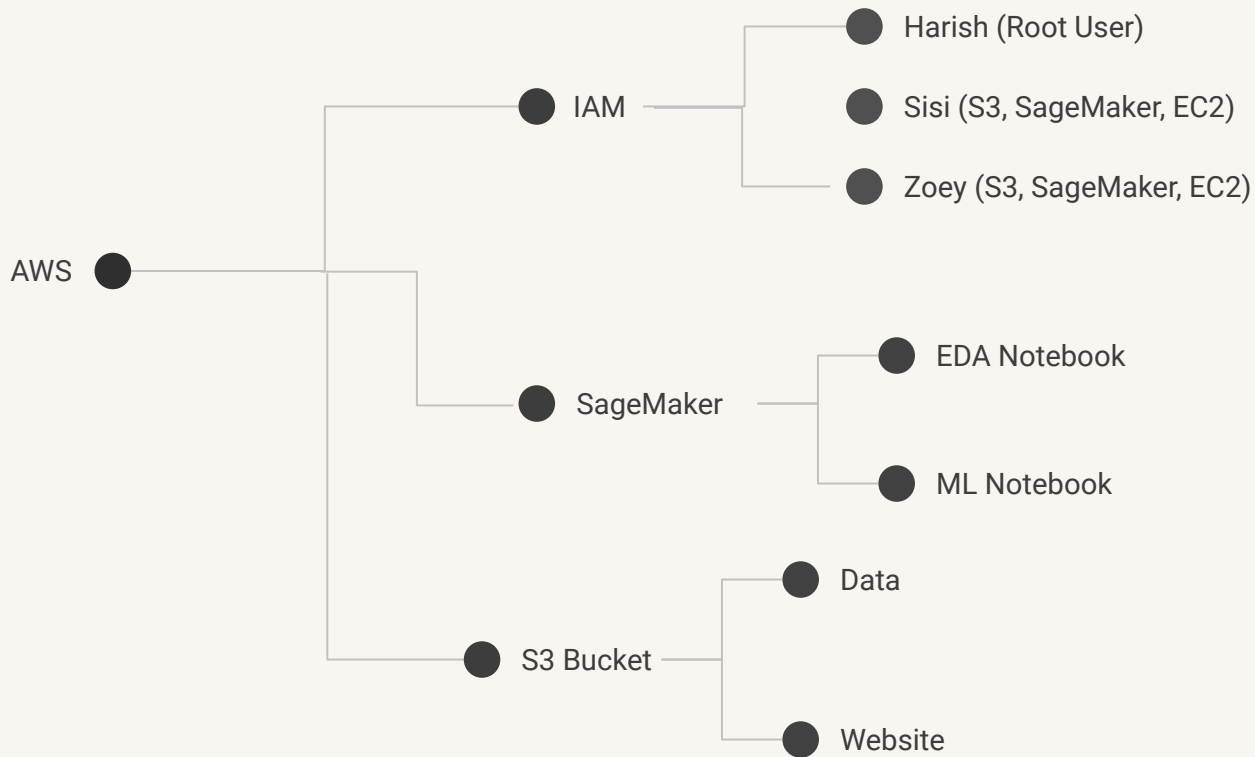 AWS
IAM
Harish (Root User)
Sisi (S3, SageMaker, EC2)
Zoey (S3, SageMaker, EC2)
SageMaker
EDA Notebook
ML Notebook
S3 Bucket
Data
Website